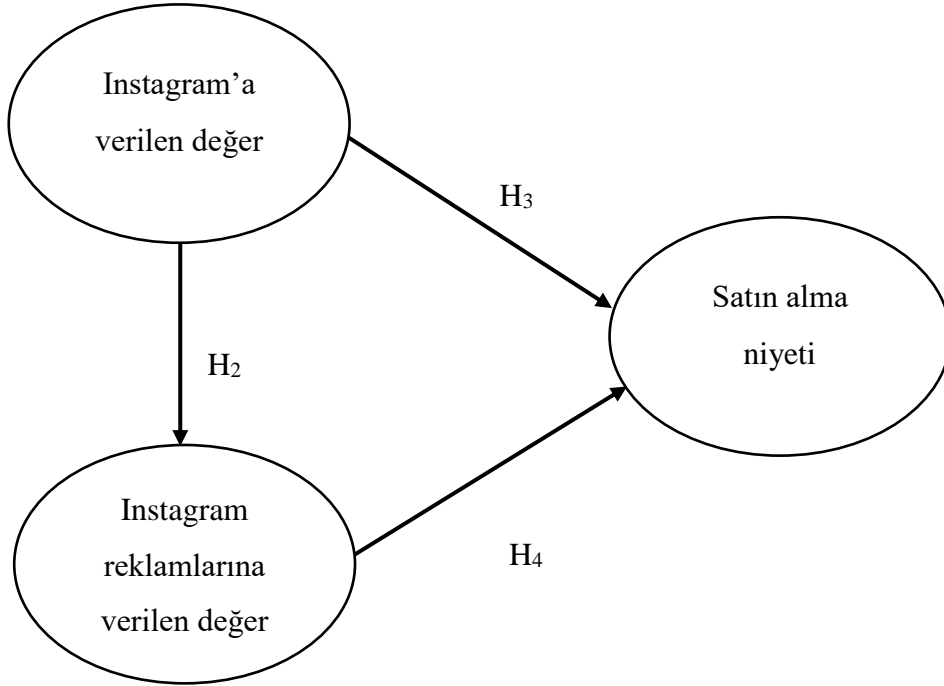 Instagram’a
verilen değer
H₃
Satın alma
niyeti
H₂
Instagram
reklamlarına
verilen değer
H₄